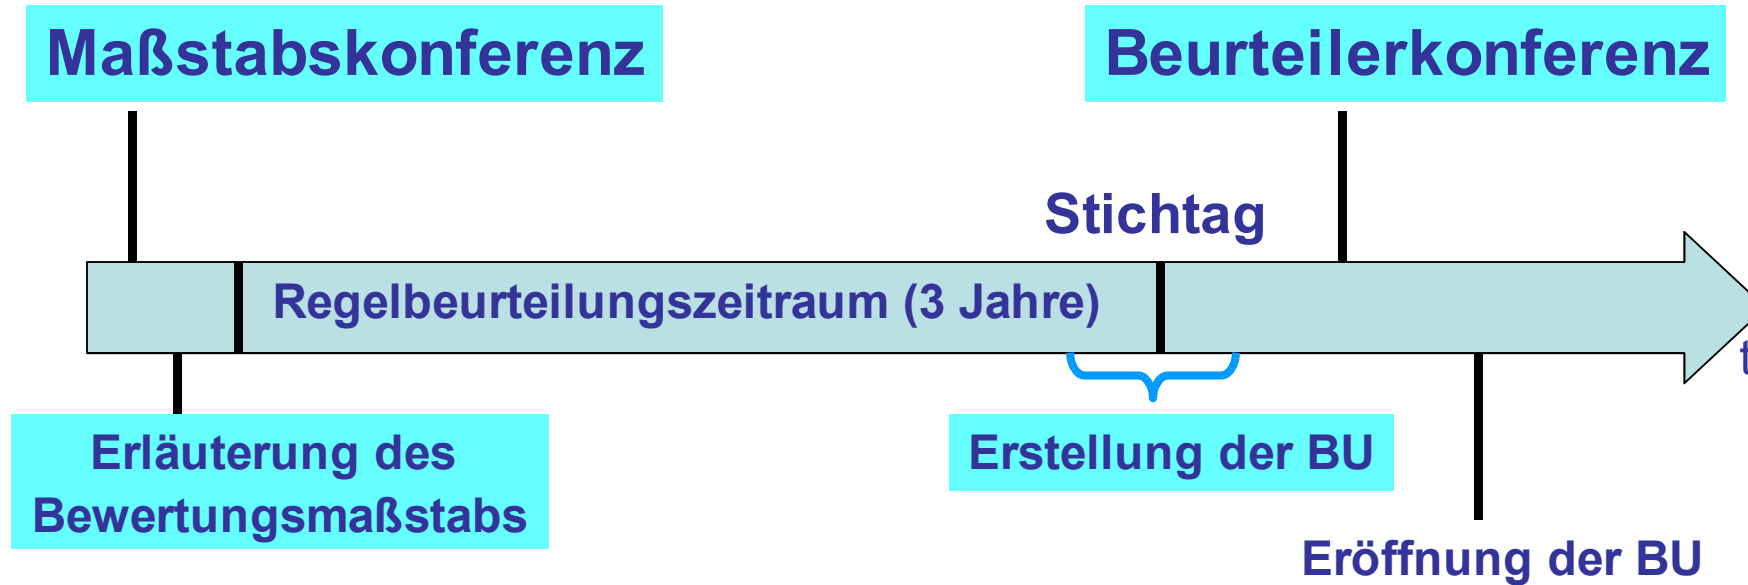 Maßstabskonferenz
Beurteilerkonferenz
Stichtag
Regelbeurteilungszeitraum (3 Jahre)
t
Erläuterung des
Bewertungsmaßstabs
Erstellung der BU
Eröffnung der BU